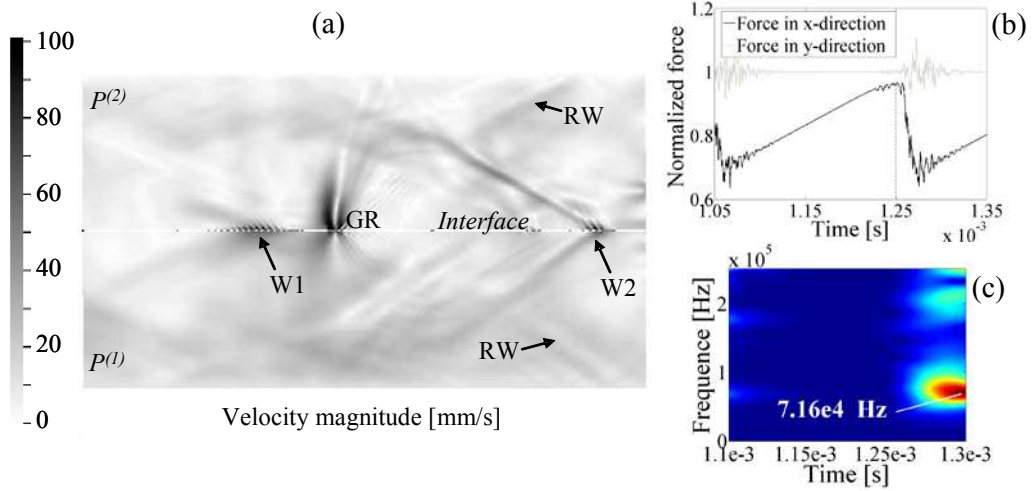 (a)
100
80
60
40
20
0
P(2)
RW
GR
Interface
W1
W2
RW
P(1)
Velocity magnitude [mm/s]
(b)
1.2
1
0.8
0.6
Normalized force
Force in x-direction
Force in y-direction
1.05
1.15
1.25
1.35
Time [s]
x 10-3
(c)
x 105
2
1
0
Frequence [Hz]
7.16e4 Hz
1.1e-3
1.15e-3
1.25e-3
1.3e-3
Time [s]